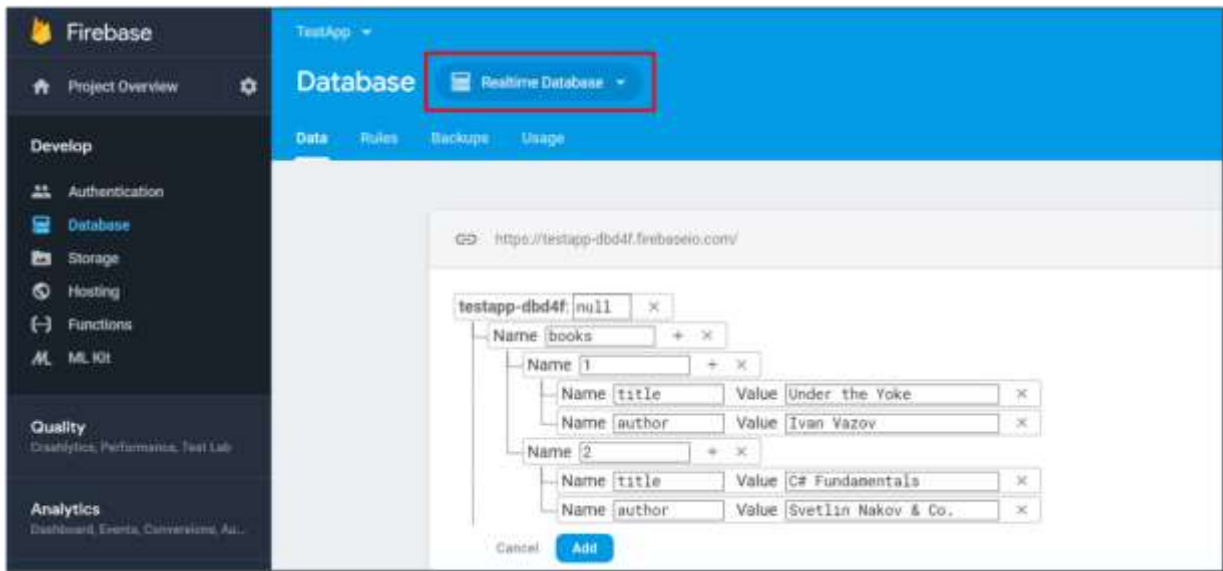 Firebase
Project Overview
Develop
Authentication
Database
Storage
Hosting
Functions
ML Kit
Quality
Crashlytics, Performance, Test Lab
Analytics
Dashboard, Events, Conversions, Au...
TestApp
Database Realtime Database
Data Rules Backups Usage
https://testapp-dbd4f.firebaseio.com/
testapp-dbd4f: null ×
Name books + ×
Name 1 + ×
Name title Value Under the Yoke ×
Name author Value Ivan Vazov ×
Name 2 + ×
Name title Value C# Fundamentals ×
Name author Value Svetlin Nakov & Co. ×
Cancel Add